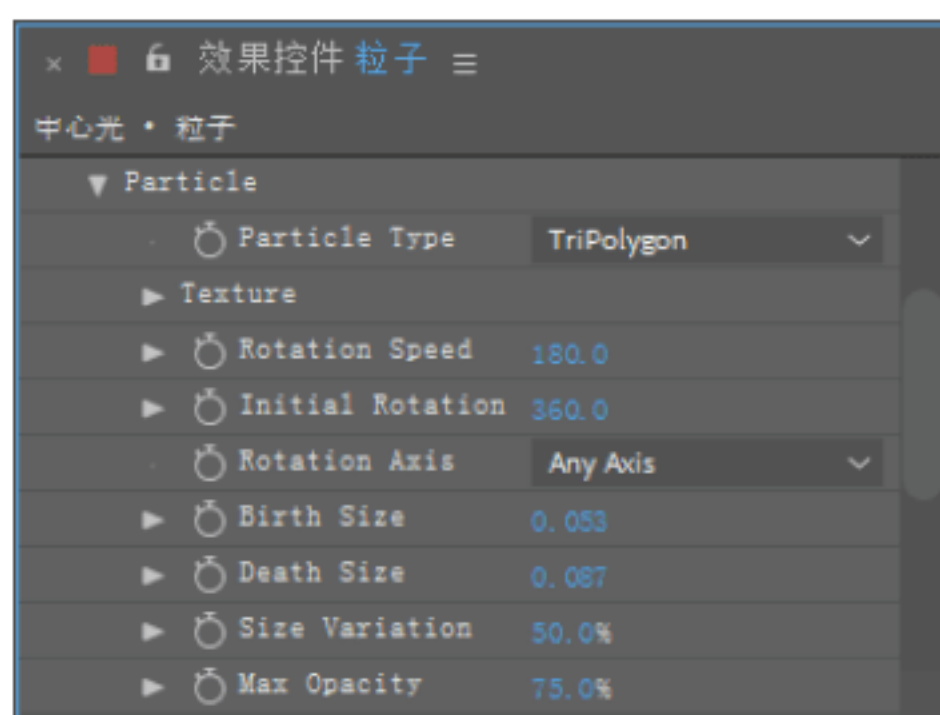 效果控件 粒子
中心光 • 粒子
Particle
Particle Type TriPolygon
Texture
Rotation Speed 180.0
Initial Rotation 360.0
Rotation Axis Any Axis
Birth Size 0.053
Death Size 0.087
Size Variation 50.0%
Max Opacity 75.0%